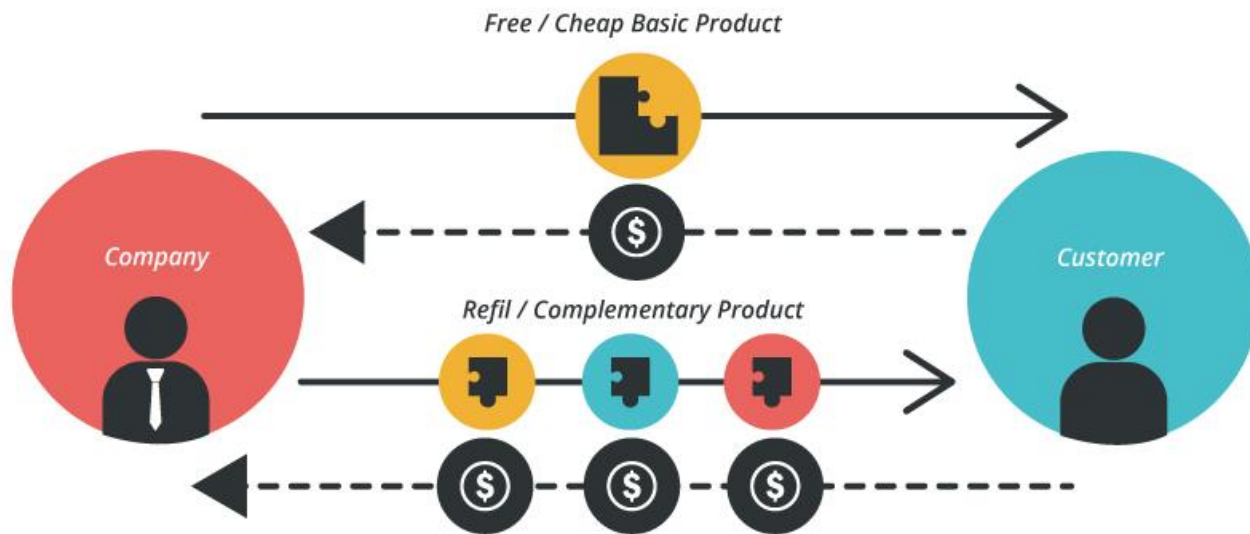 Free / Cheap Basic Product
$
Company
Customer
Refil / Complementary Product
$ $ $